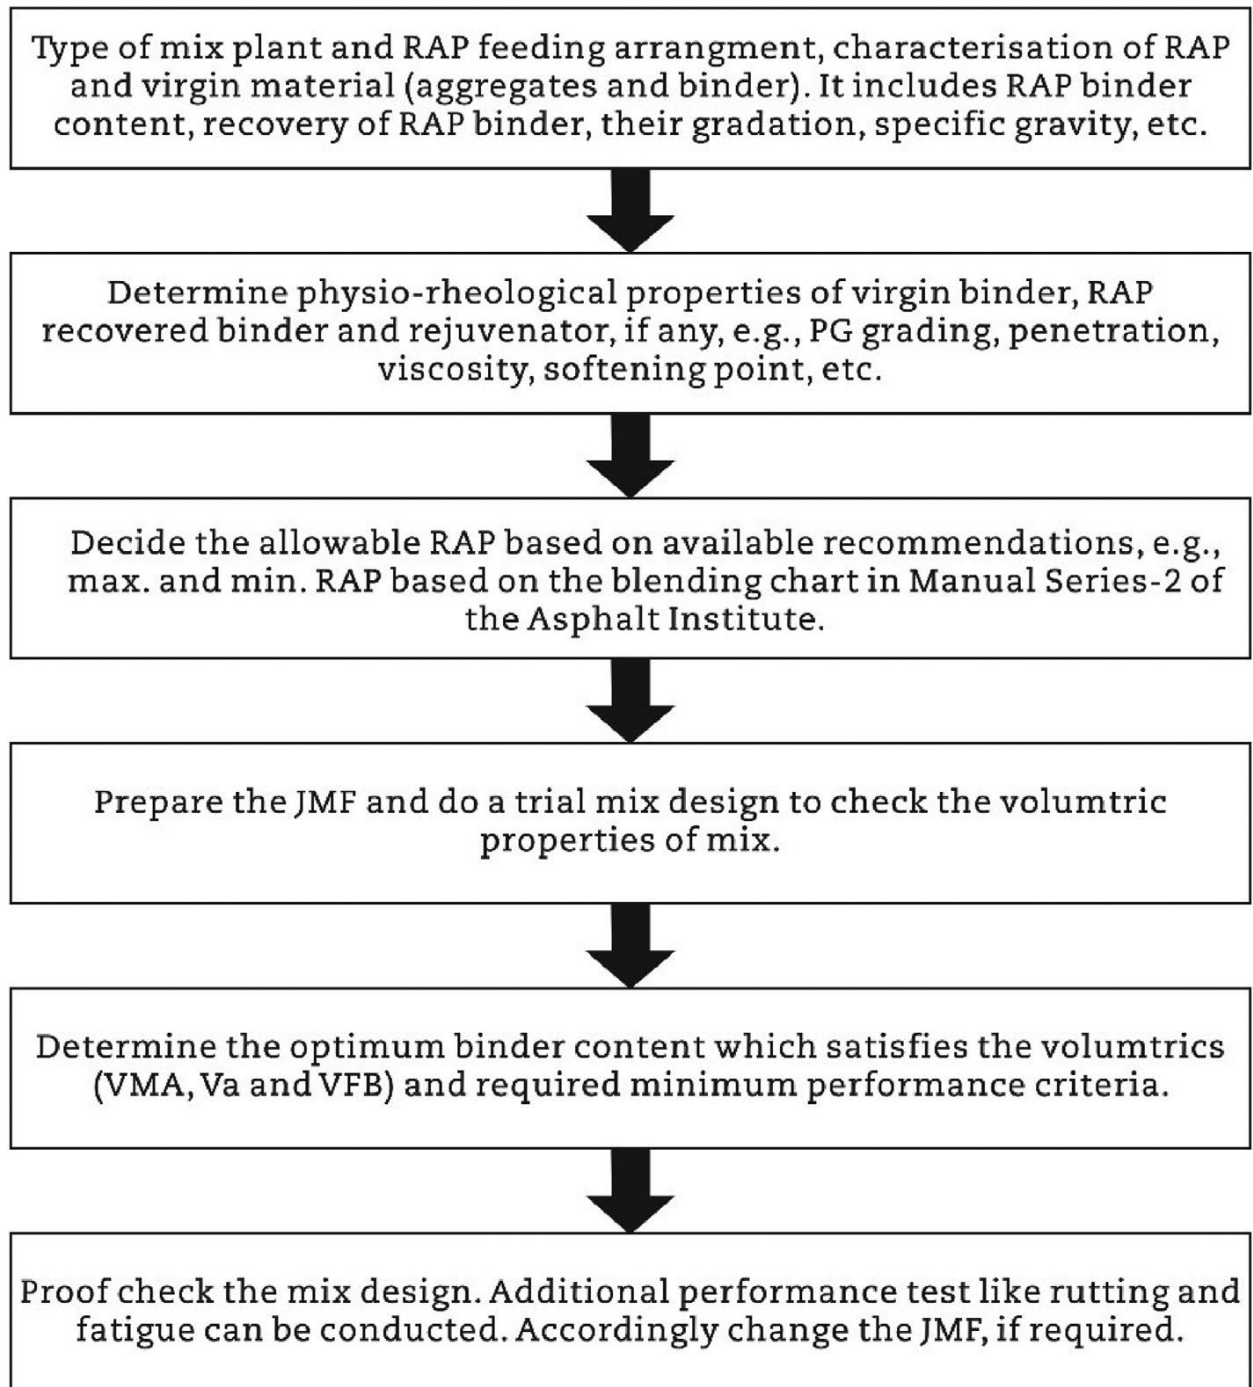 Type of mix plant and RAP feeding arrangment, characterisation of RAP
and virgin material (aggregates and binder). It includes RAP binder
content, recovery of RAP binder, their gradation, specific gravity, etc.
Determine physio-rheological properties of virgin binder, RAP
recovered binder and rejuvenator, if any, e.g., PG grading, penetration,
viscosity, softening point, etc.
Decide the allowable RAP based on available recommendations, e.g.,
max. and min. RAP based on the blending chart in Manual Series-2 of
the Asphalt Institute.
Prepare the JMF and do a trial mix design to check the volumtric
properties of mix.
Determine the optimum binder content which satisfies the volumtrics
(VMA, Va and VFB) and required minimum performance criteria.
Proof check the mix design. Additional performance test like rutting and
fatigue can be conducted. Accordingly change the JMF, if required.